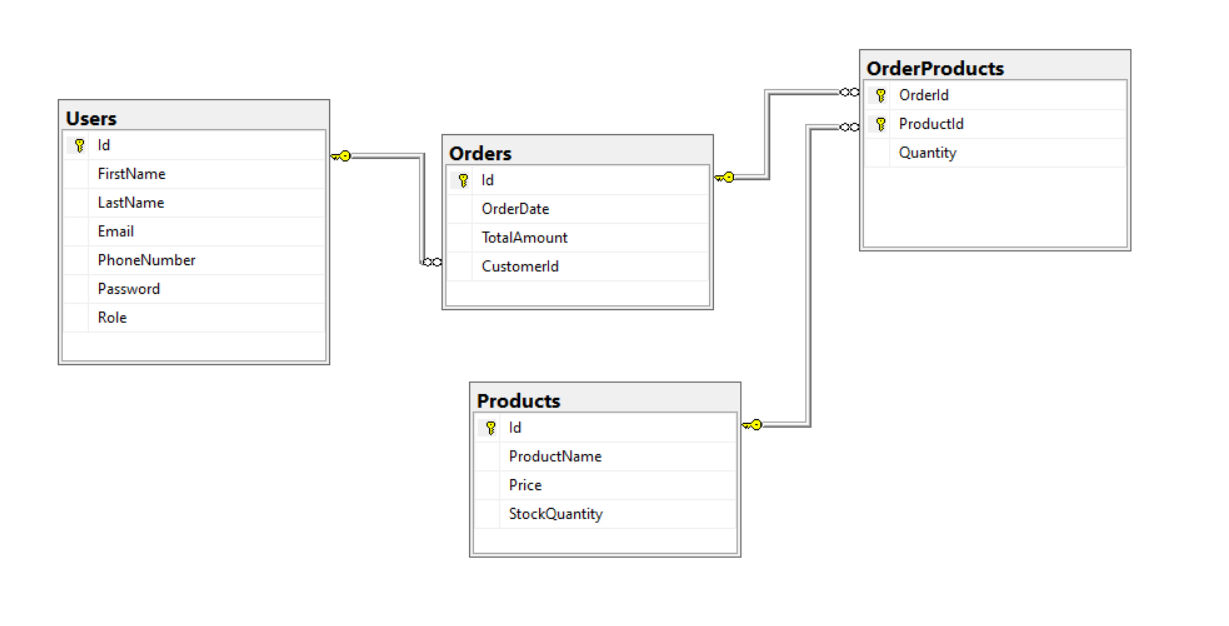 Users
Id
FirstName
LastName
Email
PhoneNumber
Password
Role
Orders
Id
OrderDate
TotalAmount
CustomerId
OrderProducts
OrderId
ProductId
Quantity
Products
Id
ProductName
Price
StockQuantity